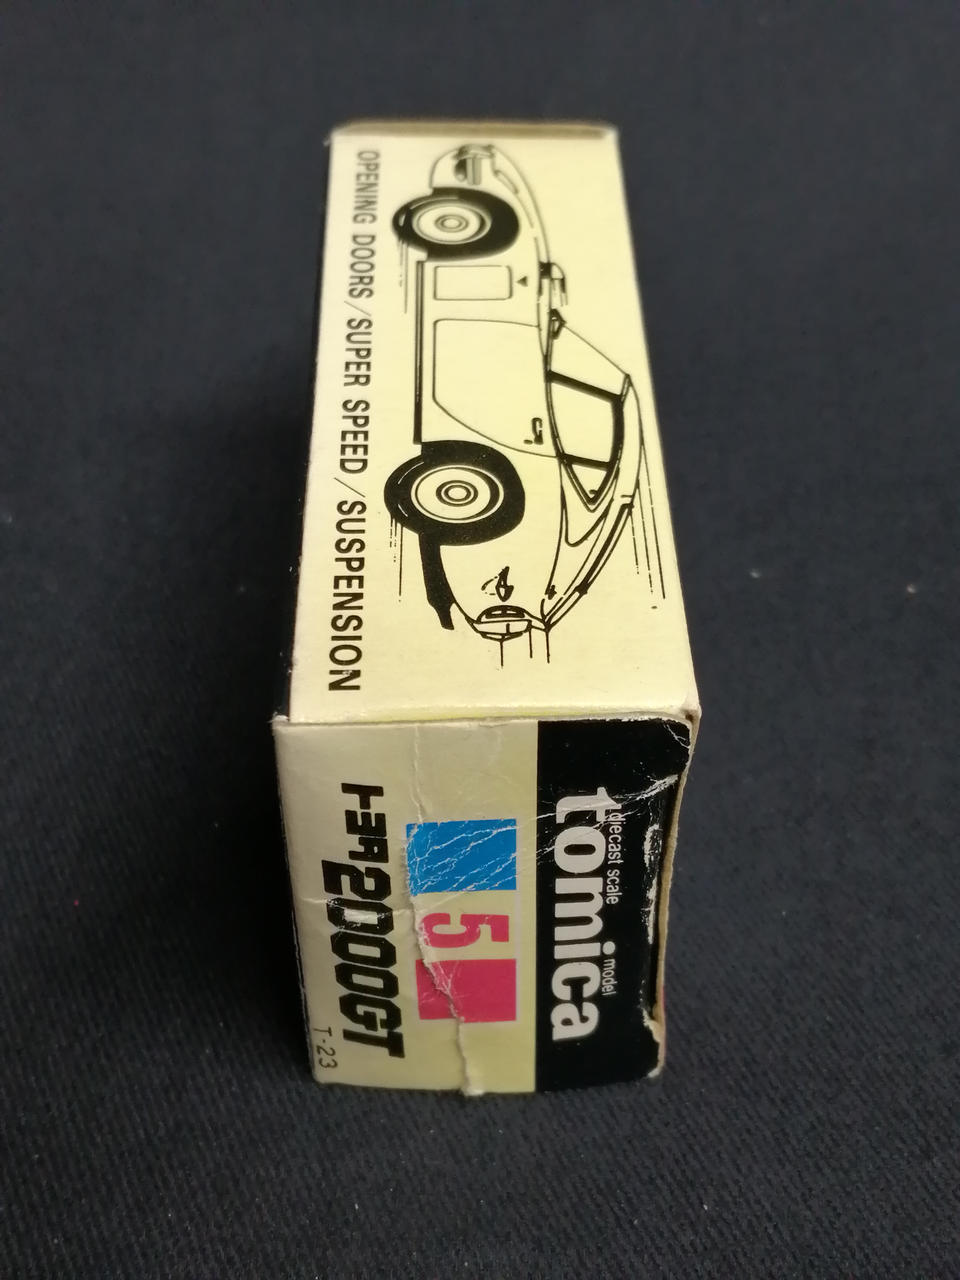 OPENING DOORS/SUPER SPEED/SUSPENSION
diecast scale model
tomica
5
トヨタ2000GT
T-23